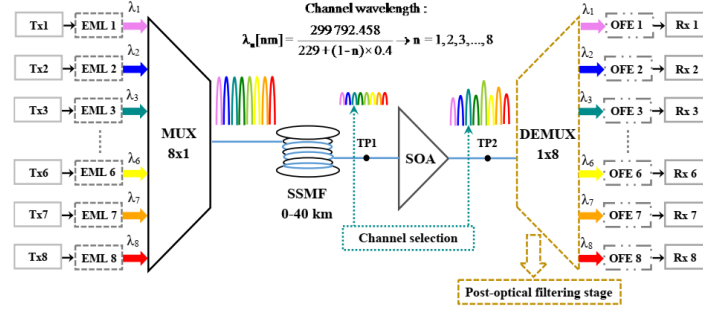 Channel wavelength :
λn[nm] = 299 792.458 / 229 + (1-n) × 0.4 → n = 1,2,3,...,8
Tx1 EML 1 λ1 λ1 OFE 1 Rx 1
Tx2 EML 2 λ2 λ2 OFE 2 Rx 2
Tx3 EML 3 λ3 λ3 OFE 3 Rx 3
MUX
8x1
TP1
SOA
TP2
DEMUX
1x8
SSMF
0-40 km
Tx6 EML 6 λ6 λ6 OFE 6 Rx 6
Tx7 EML 7 λ7 λ7 OFE 7 Rx 7
Channel selection
Tx8 EML 8 λ8 λ8 OFE 8 Rx 8
Post-optical filtering stage